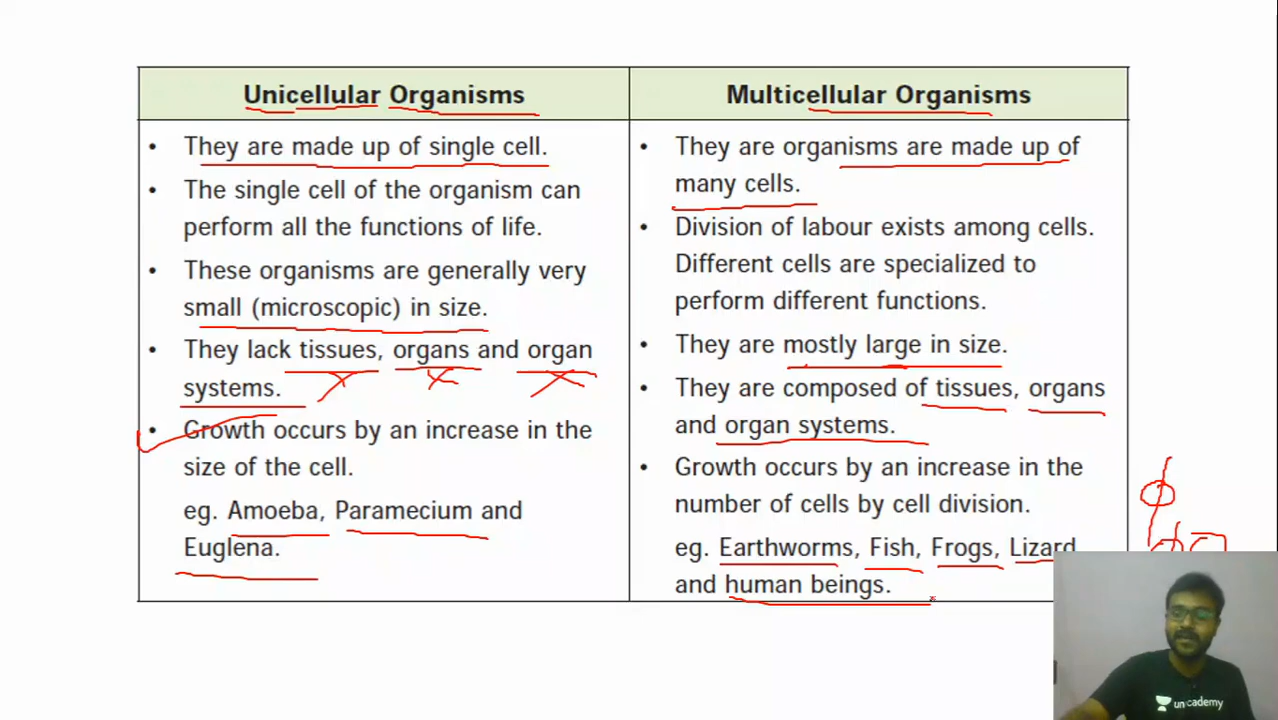 Unicellular Organisms
• They are made up of single cell.
• The single cell of the organism can
perform all the functions of life.
• These organisms are generally very
small (microscopic) in size.
• They lack tissues, organs and organ
systems.
• Growth occurs by an increase in the
size of the cell.
eg. Amoeba, Paramecium and
Euglena.
Multicellular Organisms
• They are organisms are made up of
many cells.
• Division of labour exists among cells.
Different cells are specialized to
perform different functions.
• They are mostly large in size.
• They are composed of tissues, organs
and organ systems.
• Growth occurs by an increase in the
number of cells by cell division.
eg. Earthworms, Fish, Frogs, Lizard
and human beings.
unacademy